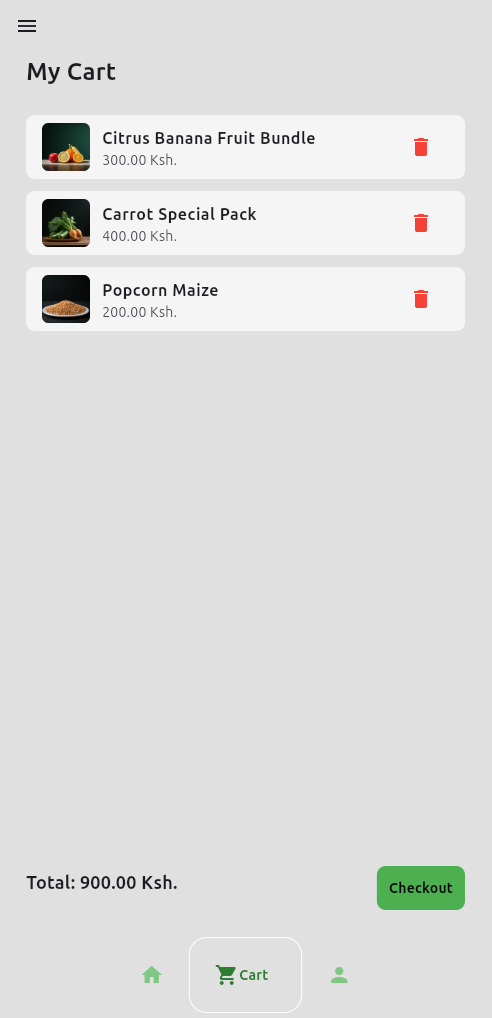 My Cart
Citrus Banana Fruit Bundle
300.00 Ksh.
Carrot Special Pack
400.00 Ksh.
Popcorn Maize
200.00 Ksh.
Total: 900.00 Ksh.
Checkout
Cart